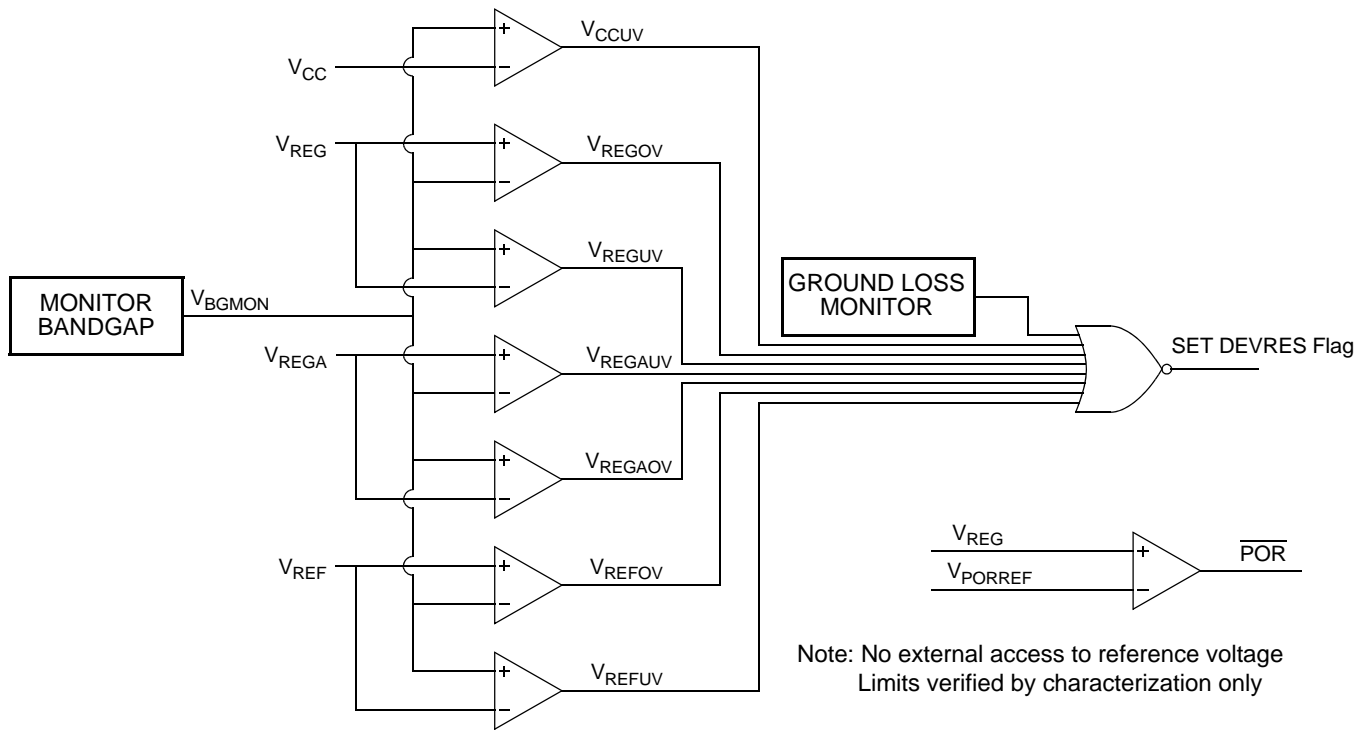 VCCUV
VCC
VREG
VREGOV
VREGUV
MONITOR
BANDGAP
VBGMON
GROUND LOSS
MONITOR
VREGA
VREGAUV
SET DEVRES Flag
VREGAOV
VREF
VREFOV
VREG
VPORREF
POR
VREFUV
Note: No external access to reference voltage
Limits verified by characterization only